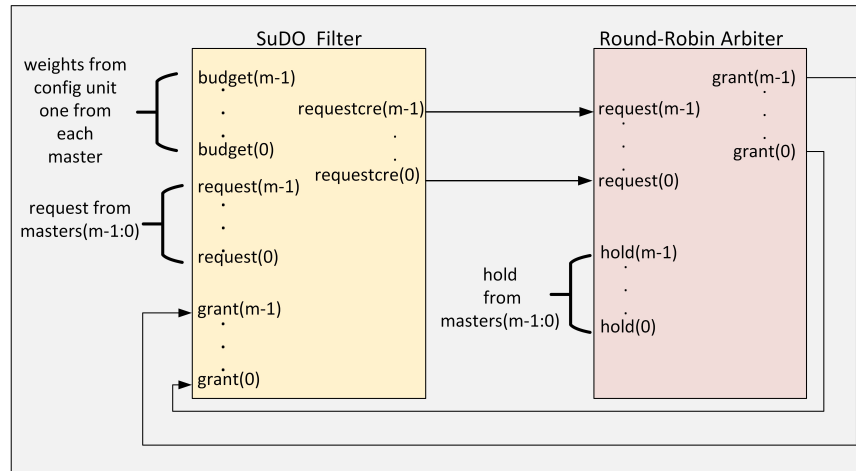 SuDO Filter
Round-Robin Arbiter
weights from
config unit
one from
each
master
budget(m-1)
budget(0)
request from
masters(m-1:0)
request(m-1)
request(0)
grant(m-1)
grant(0)
requestcre(m-1)
requestcre(0)
request(m-1)
request(0)
hold
from
masters(m-1:0)
hold(m-1)
hold(0)
grant(m-1)
grant(0)